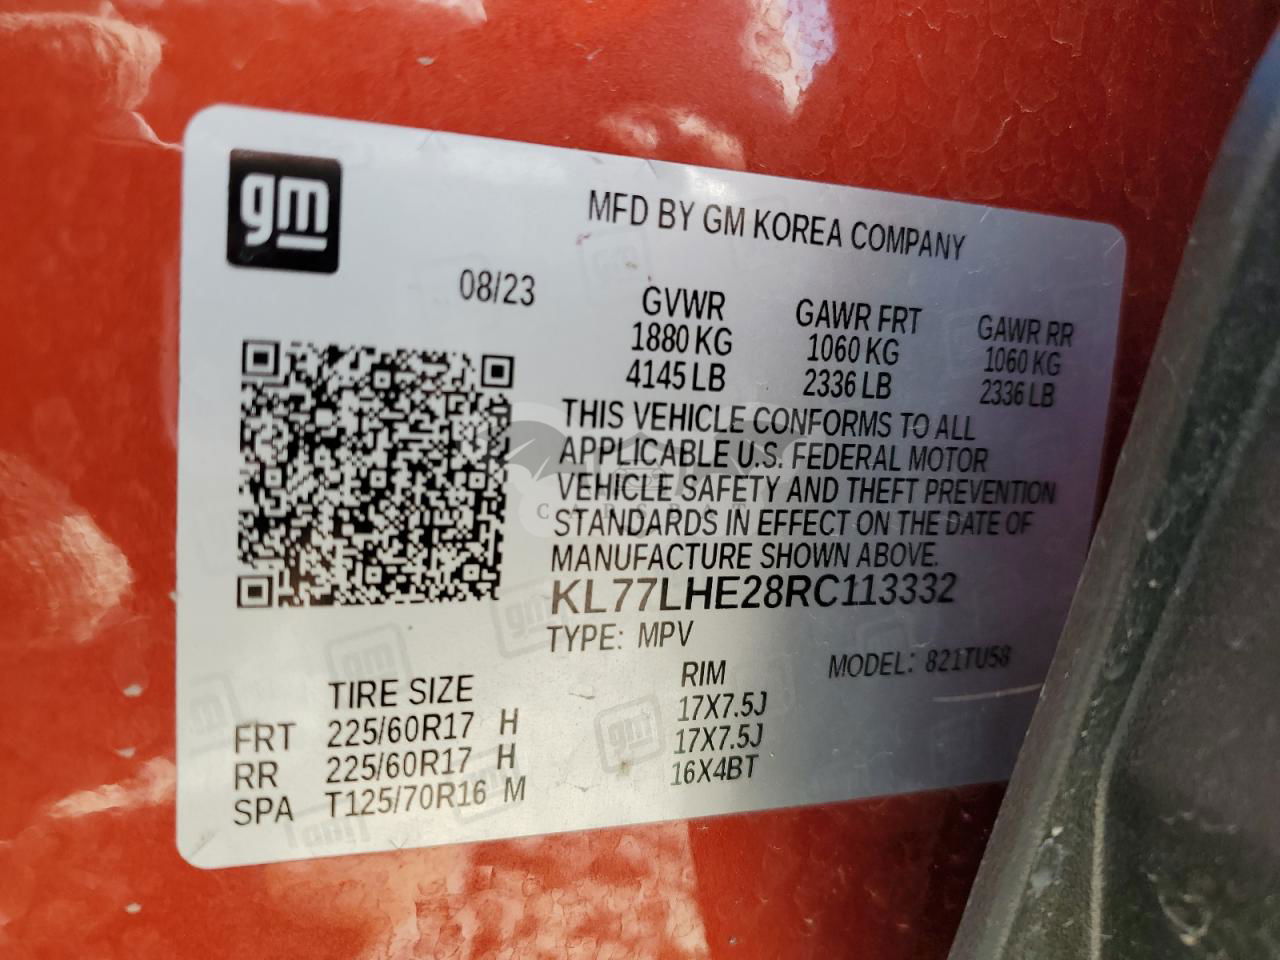 gm
MFD BY GM KOREA COMPANY
08/23
GVWR GAWR FRT GAWR RR
1880 KG 1060 KG 1060 KG
4145 LB 2336 LB 2336 LB
THIS VEHICLE CONFORMS TO ALL
APPLICABLE U.S. FEDERAL MOTOR
VEHICLE SAFETY AND THEFT PREVENTION
STANDARDS IN EFFECT ON THE DATE OF
MANUFACTURE SHOWN ABOVE.
KL77LHE28RC113332
TYPE: MPV MODEL: 821TU58
TIRE SIZE RIM
FRT 225/60R17 H 17X7.5J
RR 225/60R17 H 17X7.5J
SPA T125/70R16 M 16X4BT